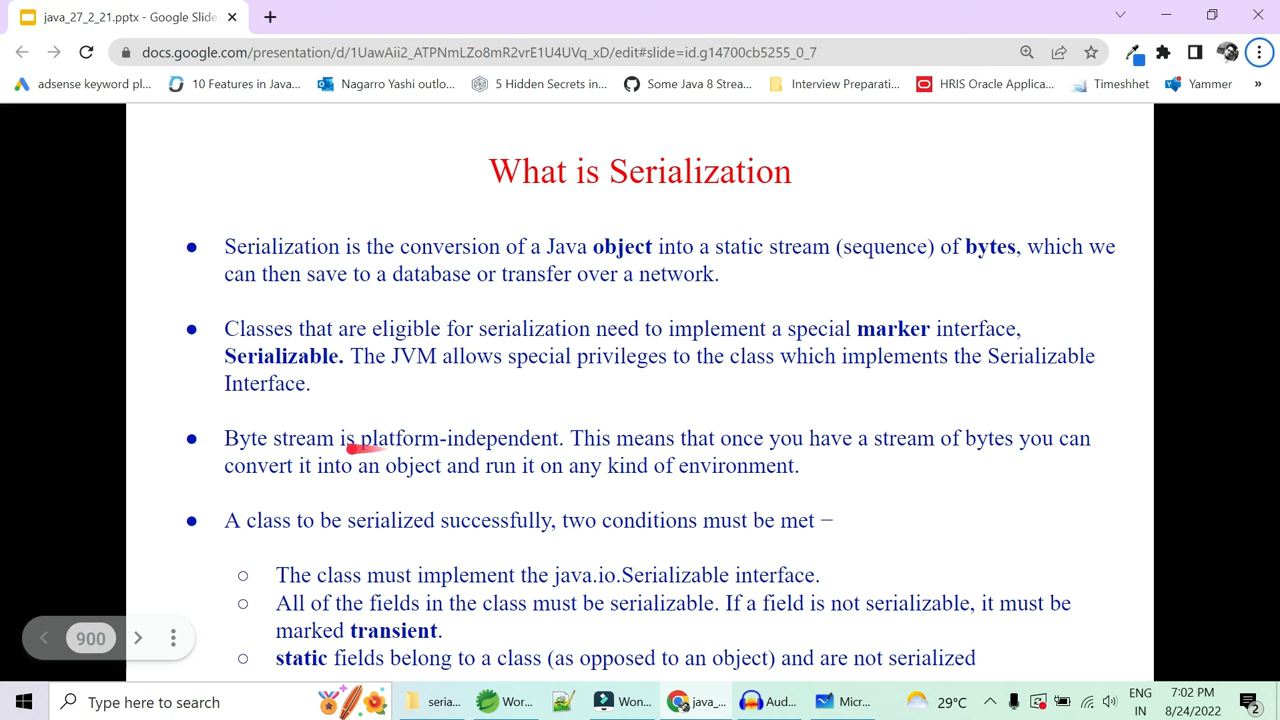 java_27_2_21.pptx - Google Slide
docs.google.com/presentation/d/1UawAii2_ATPNmLZo8mR2vrE1U4UVq_xD/edit#slide=id.g14700cb5255_0_7
adsense keyword pl... 10 Features in Java... Nagarro Yashi outlo... 5 Hidden Secrets in... Some Java 8 Strea... Interview Preparati... HRIS Oracle Applica... Timeshhet Yammer »
What is Serialization
● Serialization is the conversion of a Java object into a static stream (sequence) of bytes, which we
can then save to a database or transfer over a network.
● Classes that are eligible for serialization need to implement a special marker interface,
Serializable. The JVM allows special privileges to the class which implements the Serializable
Interface.
● Byte stream is platform-independent. This means that once you have a stream of bytes you can
convert it into an object and run it on any kind of environment.
● A class to be serialized successfully, two conditions must be met −
○ The class must implement the java.io.Serializable interface.
○ All of the fields in the class must be serializable. If a field is not serializable, it must be
marked transient.
○ static fields belong to a class (as opposed to an object) and are not serialized
900
Type here to search seria... Wor... Won... java_... Aud... Micr... 29°C ENG 7:02 PM
IN 8/24/2022 2